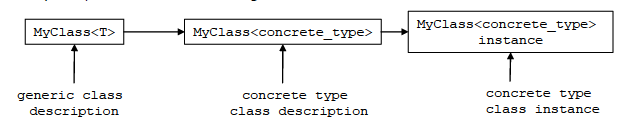 MyClass<T>
MyClass<concrete_type>
MyClass<concrete_type>
instance
generic class
description
concrete type
class description
concrete type
class instance